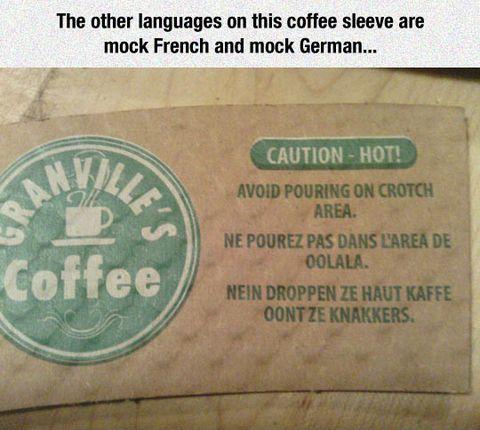 The other languages on this coffee sleeve are
mock French and mock German...
GRANVILLE'S
Coffee
CAUTION - HOT!
AVOID POURING ON CROTCH
AREA.
NE POUREZ PAS DANS L'AREA DE
OOLALA.
NEIN DROPPEN ZE HAUT KAFFE
OONT ZE KNAKKERS.